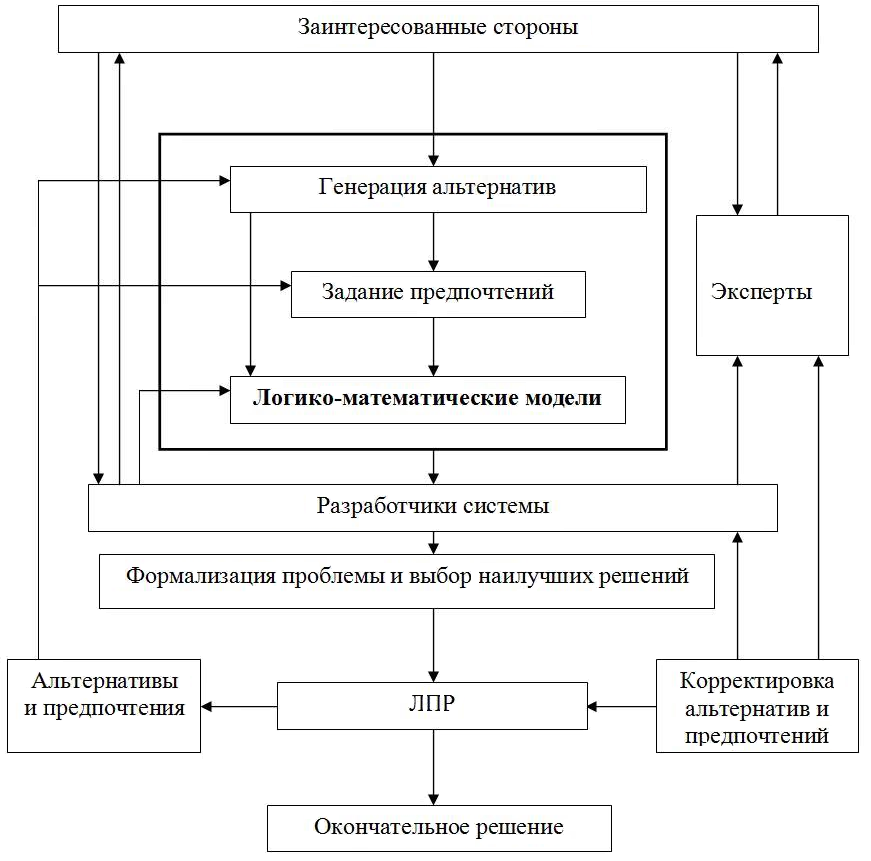 Заинтересованные стороны
Генерация альтернатив
Задание предпочтений
Эксперты
Логико-математические модели
Разработчики системы
Формализация проблемы и выбор наилучших решений
Альтернативы
и предпочтения
ЛПР
Корректировка
альтернатив и
предпочтений
Окончательное решение